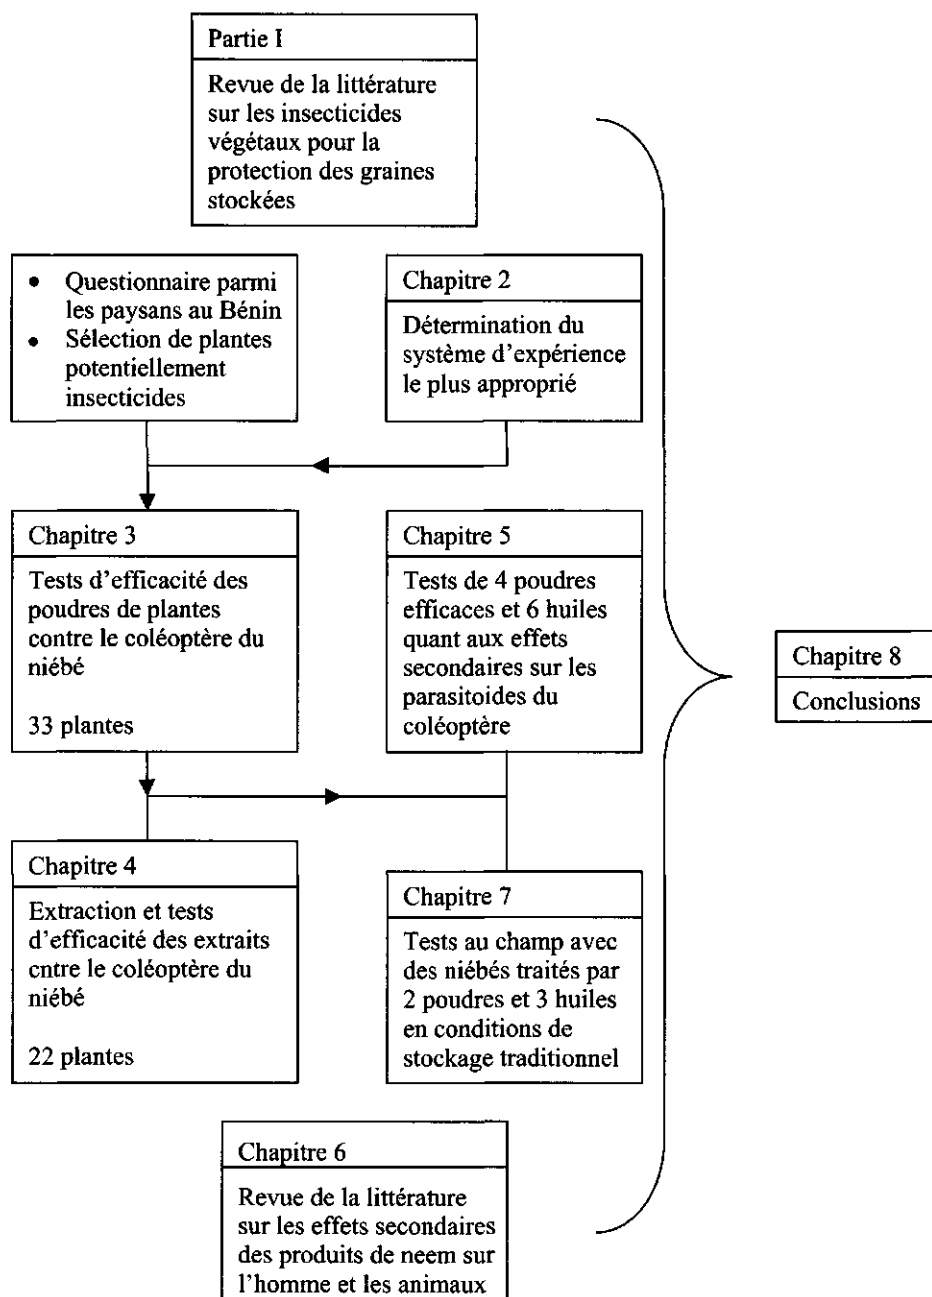 Partie I
Revue de la littérature
sur les insecticides
végétaux pour la
protection des graines
stockées
• Questionnaire parmi
les paysans au Bénin
• Sélection de plantes
potentiellement
insecticides
Chapitre 2
Détermination du
système d'expérience
le plus approprié
Chapitre 3
Tests d'efficacité des
poudres de plantes
contre le coléoptère du
niébé
33 plantes
Chapitre 5
Tests de 4 poudres
efficaces et 6 huiles
quant aux effets
secondaires sur les
parasitoides du
coléoptère
Chapitre 8
Conclusions
Chapitre 4
Extraction et tests
d'efficacité des extraits
cntre le coléoptère du
niébé
22 plantes
Chapitre 7
Tests au champ avec
des niébés traités par
2 poudres et 3 huiles
en conditions de
stockage traditionnel
Chapitre 6
Revue de la littérature
sur les effets secondaires
des produits de neem sur
l'homme et les animaux